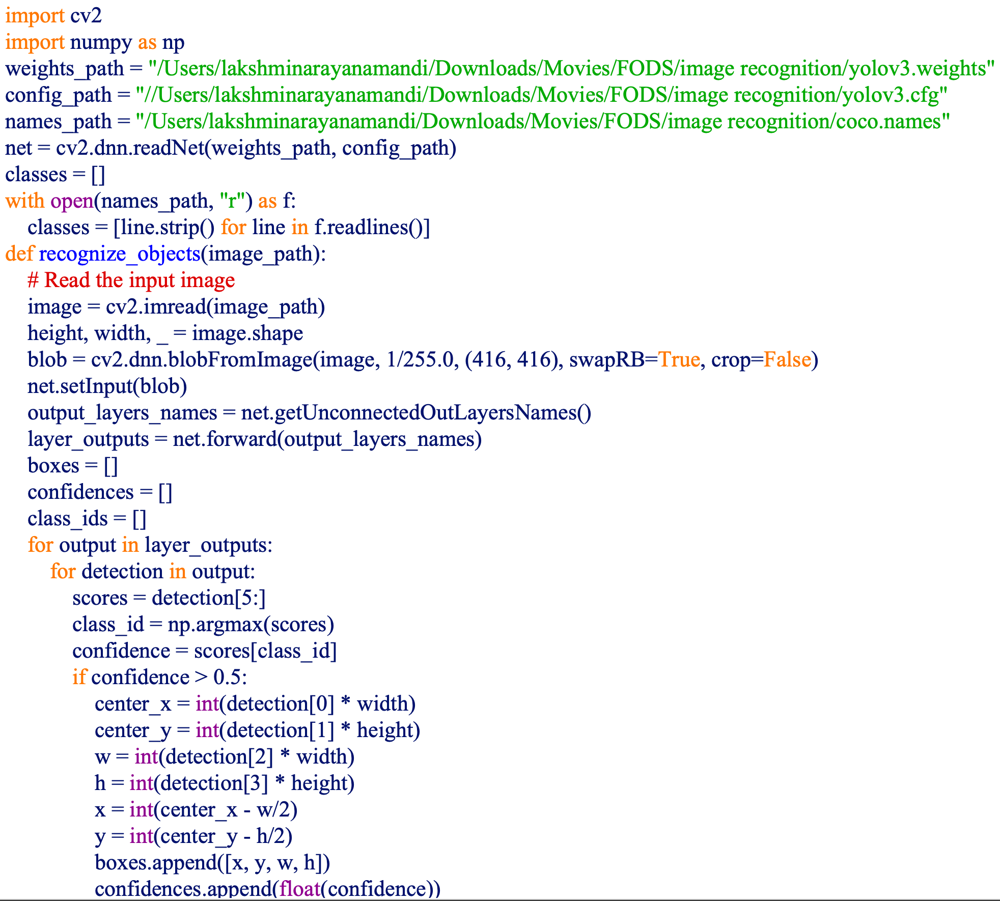 import cv2
import numpy as np
weights_path = "/Users/lakshminarayanamandi/Downloads/Movies/FODS/image recognition/yolov3.weights"
config_path = "//Users/lakshminarayanamandi/Downloads/Movies/FODS/image recognition/yolov3.cfg"
names_path = "/Users/lakshminarayanamandi/Downloads/Movies/FODS/image recognition/coco.names"
net = cv2.dnn.readNet(weights_path, config_path)
classes = []
with open(names_path, "r") as f:
    classes = [line.strip() for line in f.readlines()]
def recognize_objects(image_path):
    # Read the input image
    image = cv2.imread(image_path)
    height, width, _ = image.shape
    blob = cv2.dnn.blobFromImage(image, 1/255.0, (416, 416), swapRB=True, crop=False)
    net.setInput(blob)
    output_layers_names = net.getUnconnectedOutLayersNames()
    layer_outputs = net.forward(output_layers_names)
    boxes = []
    confidences = []
    class_ids = []
    for output in layer_outputs:
        for detection in output:
            scores = detection[5:]
            class_id = np.argmax(scores)
            confidence = scores[class_id]
            if confidence > 0.5:
                center_x = int(detection[0] * width)
                center_y = int(detection[1] * height)
                w = int(detection[2] * width)
                h = int(detection[3] * height)
                x = int(center_x - w/2)
                y = int(center_y - h/2)
                boxes.append([x, y, w, h])
                confidences.append(float(confidence))